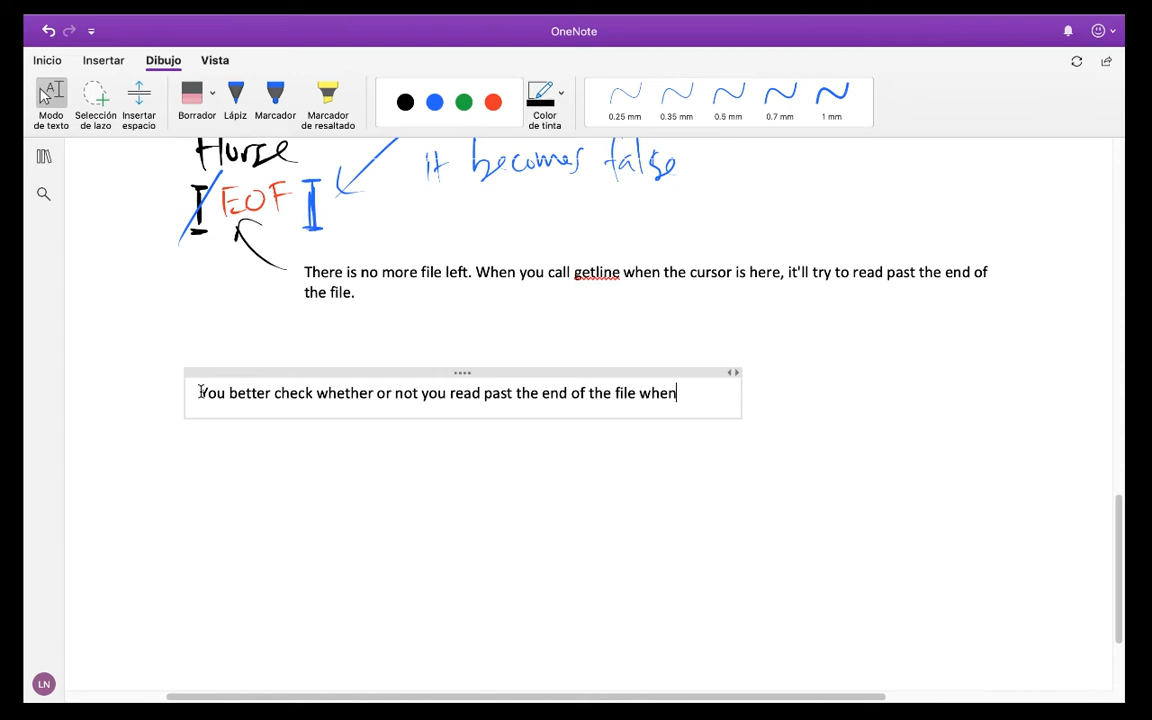 OneNote
Inicio Insertar Dibujo Vista
Modo de texto
Selección de lazo
Insertar espacio
Borrador
Lápiz
Marcador
Marcador de resaltado
Color de tinta
0.25 mm 0.35 mm 0.5 mm 0.7 mm 1 mm
Horse
it becomes false
EOF
There is no more file left. When you call getline when the cursor is here, it'll try to read past the end of
the file.
You better check whether or not you read past the end of the file when
LN